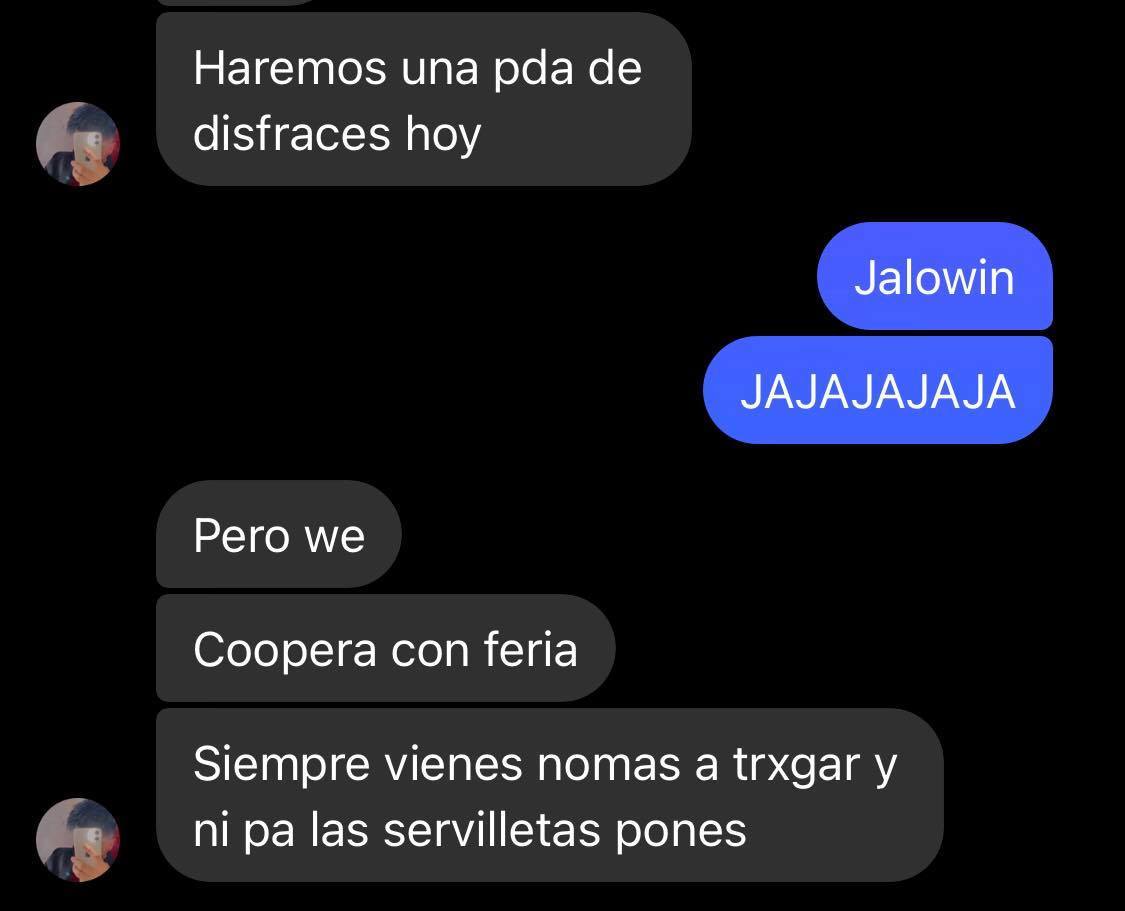 Haremos una pda de
disfraces hoy
Jalowin
JAJAJAJAJA
Pero we
Coopera con feria
Siempre vienes nomas a trxgar y
ni pa las servilletas pones